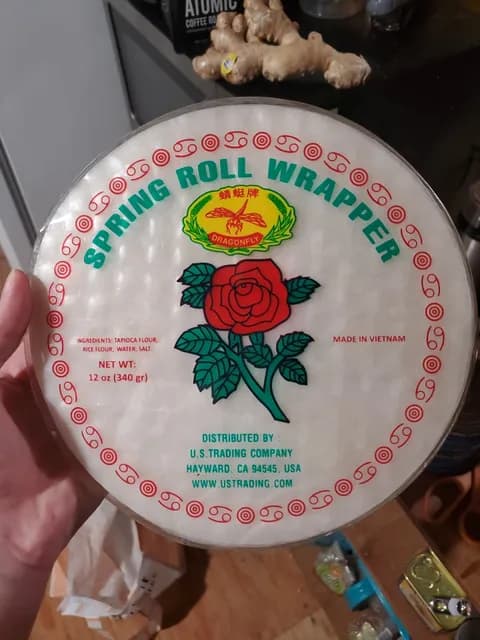 ATOMIC
SPRING ROLL WRAPPER
蜻蜓牌
DRAGONFLY
INGREDIENTS: TAPIOCA FLOUR,
RICE FLOUR, WATER, SALT.
NET WT:
12 oz (340 gr)
MADE IN VIETNAM
DISTRIBUTED BY
U.S.TRADING COMPANY
HAYWARD, CA 94545, USA
WWW.USTRADING.COM